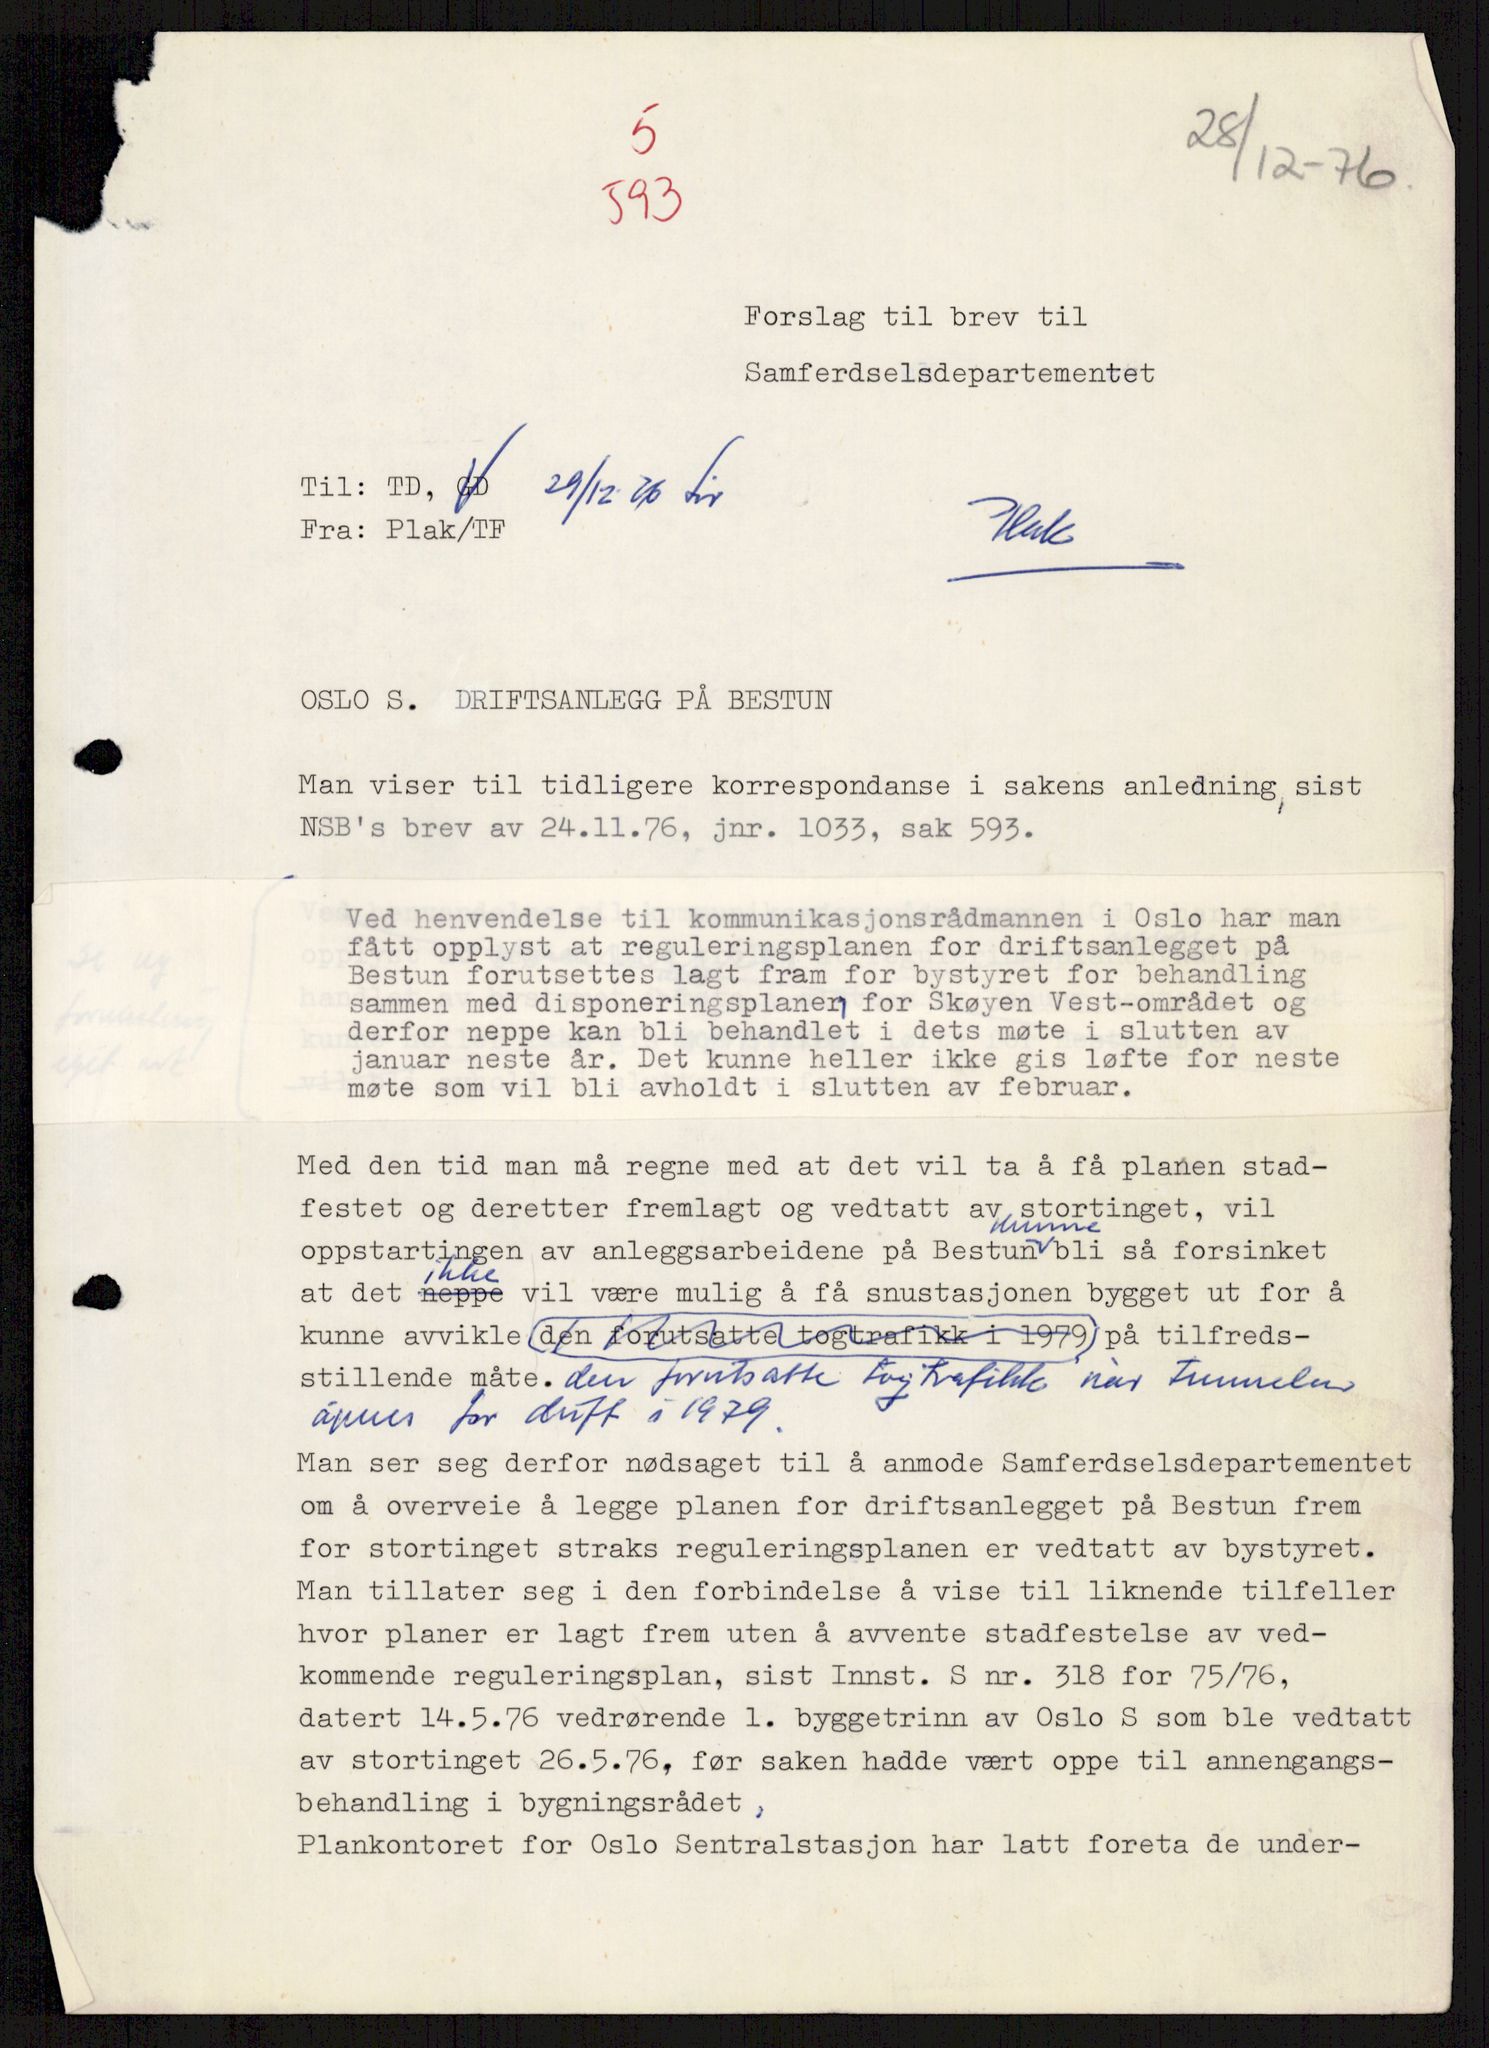 5
593
28/12-76
Forslag til brev til
Samferdselsdepartementet
Til: TD, GD 29/12 76
Fra: Plak/TF
OSLO S. DRIFTSANLEGG PÅ BESTUN
Man viser til tidligere korrespondanse i sakens anledning, sist
NSB's brev av 24.11.76, jnr. 1033, sak 593.
Ved henvendelse til kommunikasjonsrådmannen i Oslo har man
fått opplyst at reguleringsplanen for driftsanlegget på
Bestun forutsettes lagt fram for bystyret for behandling
sammen med disponeringsplanen for Skøyen Vest-området og
derfor neppe kan bli behandlet i dets møte i slutten av
januar neste år. Det kunne heller ikke gis løfte for neste
møte som vil bli avholdt i slutten av februar.
Med den tid man må regne med at det vil ta å få planen stad-
festet og deretter fremlagt og vedtatt av stortinget, vil
kunne
oppstartingen av anleggsarbeidene på Bestun bli så forsinket
ikke
at det neppe vil være mulig å få snustasjonen bygget ut for å
kunne avvikle den forutsatte togtrafikk i 1979 på tilfreds-
stillende måte. den forutsatte togtrafikk når tunnelen
åpnes for drift i 1979.
Man ser seg derfor nødsaget til å anmode Samferdselsdepartementet
om å overveie å legge planen for driftsanlegget på Bestun frem
for stortinget straks reguleringsplanen er vedtatt av bystyret.
Man tillater seg i den forbindelse å vise til liknende tilfeller
hvor planer er lagt frem uten å avvente stadfestelse av ved-
kommende reguleringsplan, sist Innst. S nr. 318 for 75/76,
datert 14.5.76 vedrørende 1. byggetrinn av Oslo S som ble vedtatt
av stortinget 26.5.76, før saken hadde vært oppe til annengangs-
behandling i bygningsrådet,
Plankontoret for Oslo Sentralstasjon har latt foreta de under-